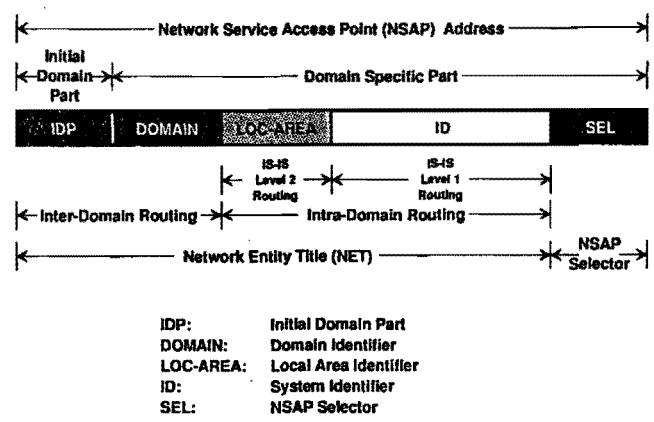 Network Service Access Point (NSAP) Address
Initial
Domain
Part
Domain Specific Part
IDP DOMAIN LOC-AREA ID SEL
IS-IS
Level 2
Routing
IS-IS
Level 1
Routing
Inter-Domain Routing
Intra-Domain Routing
Network Entity Title (NET)
NSAP
Selector
IDP: Initial Domain Part
DOMAIN: Domain Identifier
LOC-AREA: Local Area Identifier
ID: System Identifier
SEL: NSAP Selector